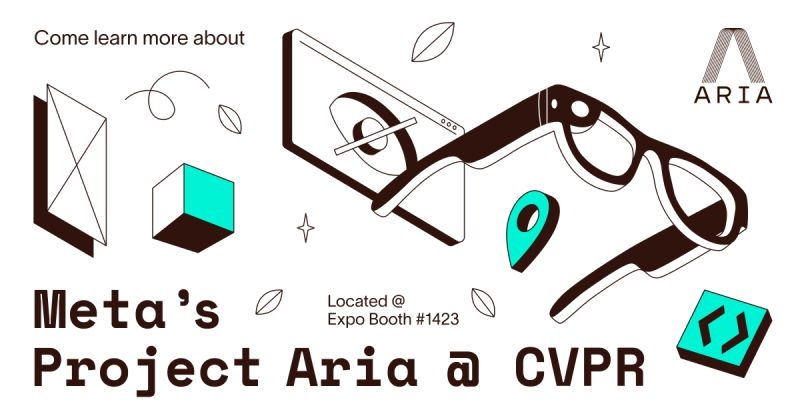 Come learn more about
ARIA
Located @
Expo Booth #1423
Meta's
Project Aria @ CVPR